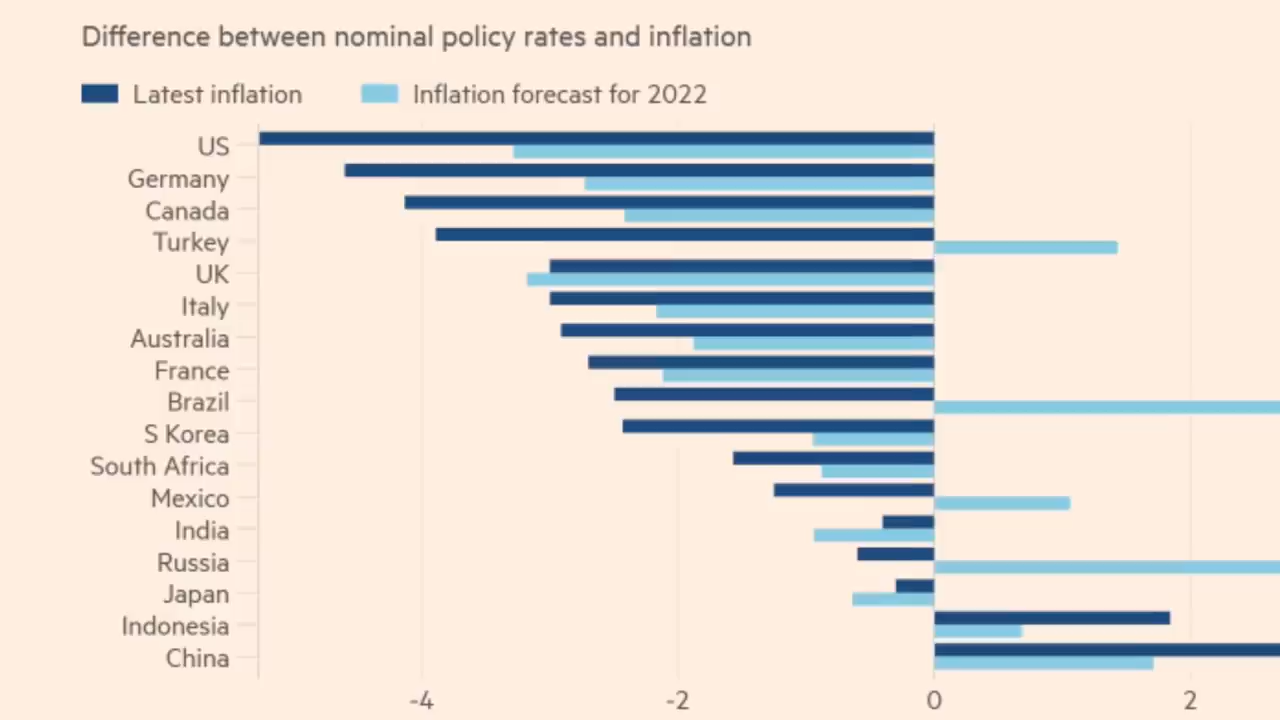 Difference between nominal policy rates and inflation
Latest inflation Inflation forecast for 2022
US
Germany
Canada
Turkey
UK
Italy
Australia
France
Brazil
S Korea
South Africa
Mexico
India
Russia
Japan
Indonesia
China
-4 -2 0 2